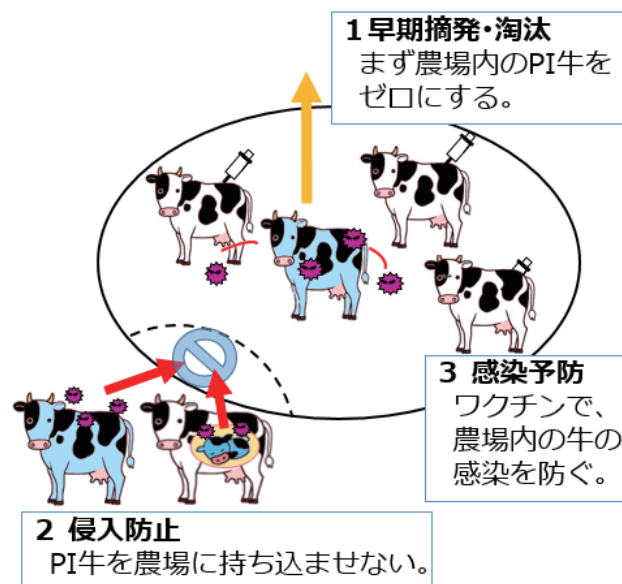 1早期摘発・淘汰
まず農場内のPI牛を
ゼロにする。
3 感染予防
ワクチンで、
農場内の牛の
感染を防ぐ。
2 侵入防止
PI牛を農場に持ち込ませない。